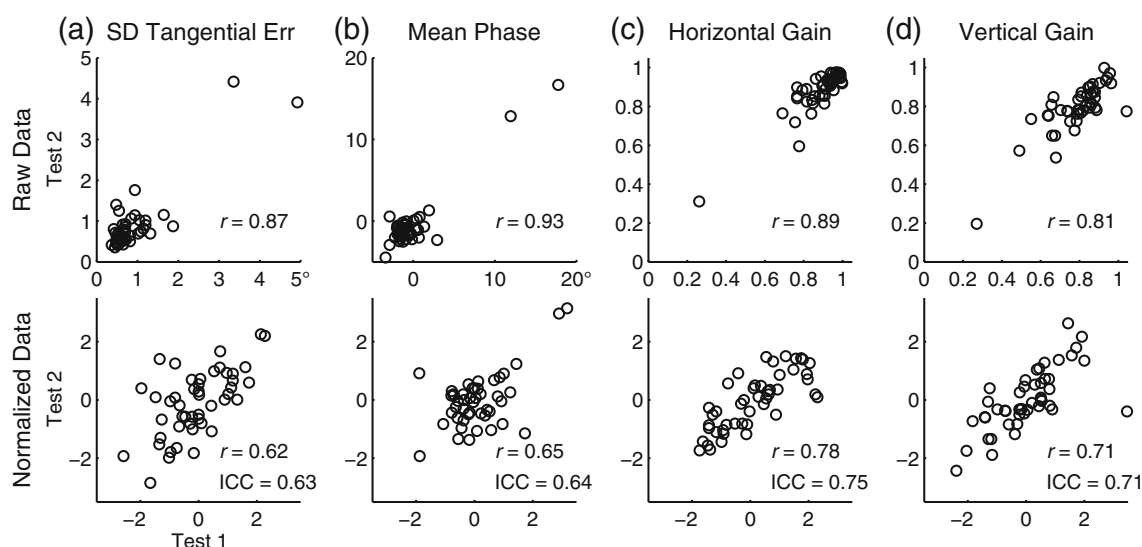 (a) SD Tangential Err (b) Mean Phase (c) Horizontal Gain (d) Vertical Gain
Raw Data
Test 2
5
4
3
2
1
0
0 1 2 3 4 5°
r = 0.87
20
10
0
0 10 20°
r = 0.93
1
0.8
0.6
0.4
0.2
0
0 0.2 0.4 0.6 0.8 1
r = 0.89
1
0.8
0.6
0.4
0.2
0
0 0.2 0.4 0.6 0.8 1
r = 0.81
Normalized Data
Test 2
2
0
−2
r = 0.62
ICC = 0.63
−2 0 2
Test 1
2
0
−2
r = 0.65
ICC = 0.64
−2 0 2
2
0
−2
r = 0.78
ICC = 0.75
−2 0 2
2
0
−2
r = 0.71
ICC = 0.71
−2 0 2